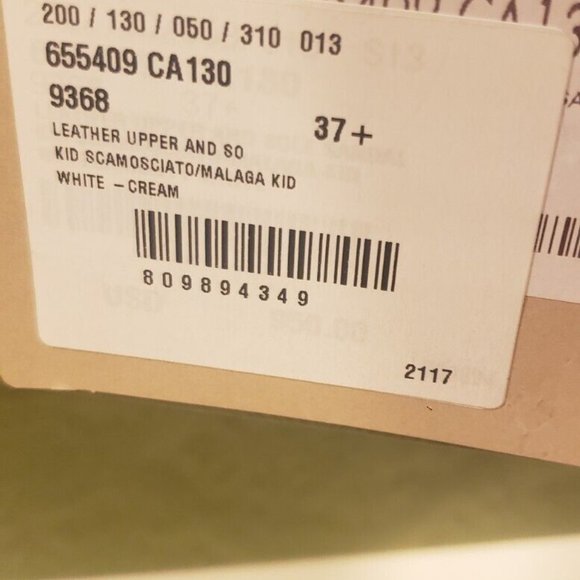 200 / 130 / 050 / 310 013
655409 CA130
9368
37+
LEATHER UPPER AND SO
KID SCAMOSCIATO/MALAGA KID
WHITE –CREAM
809894349
2117